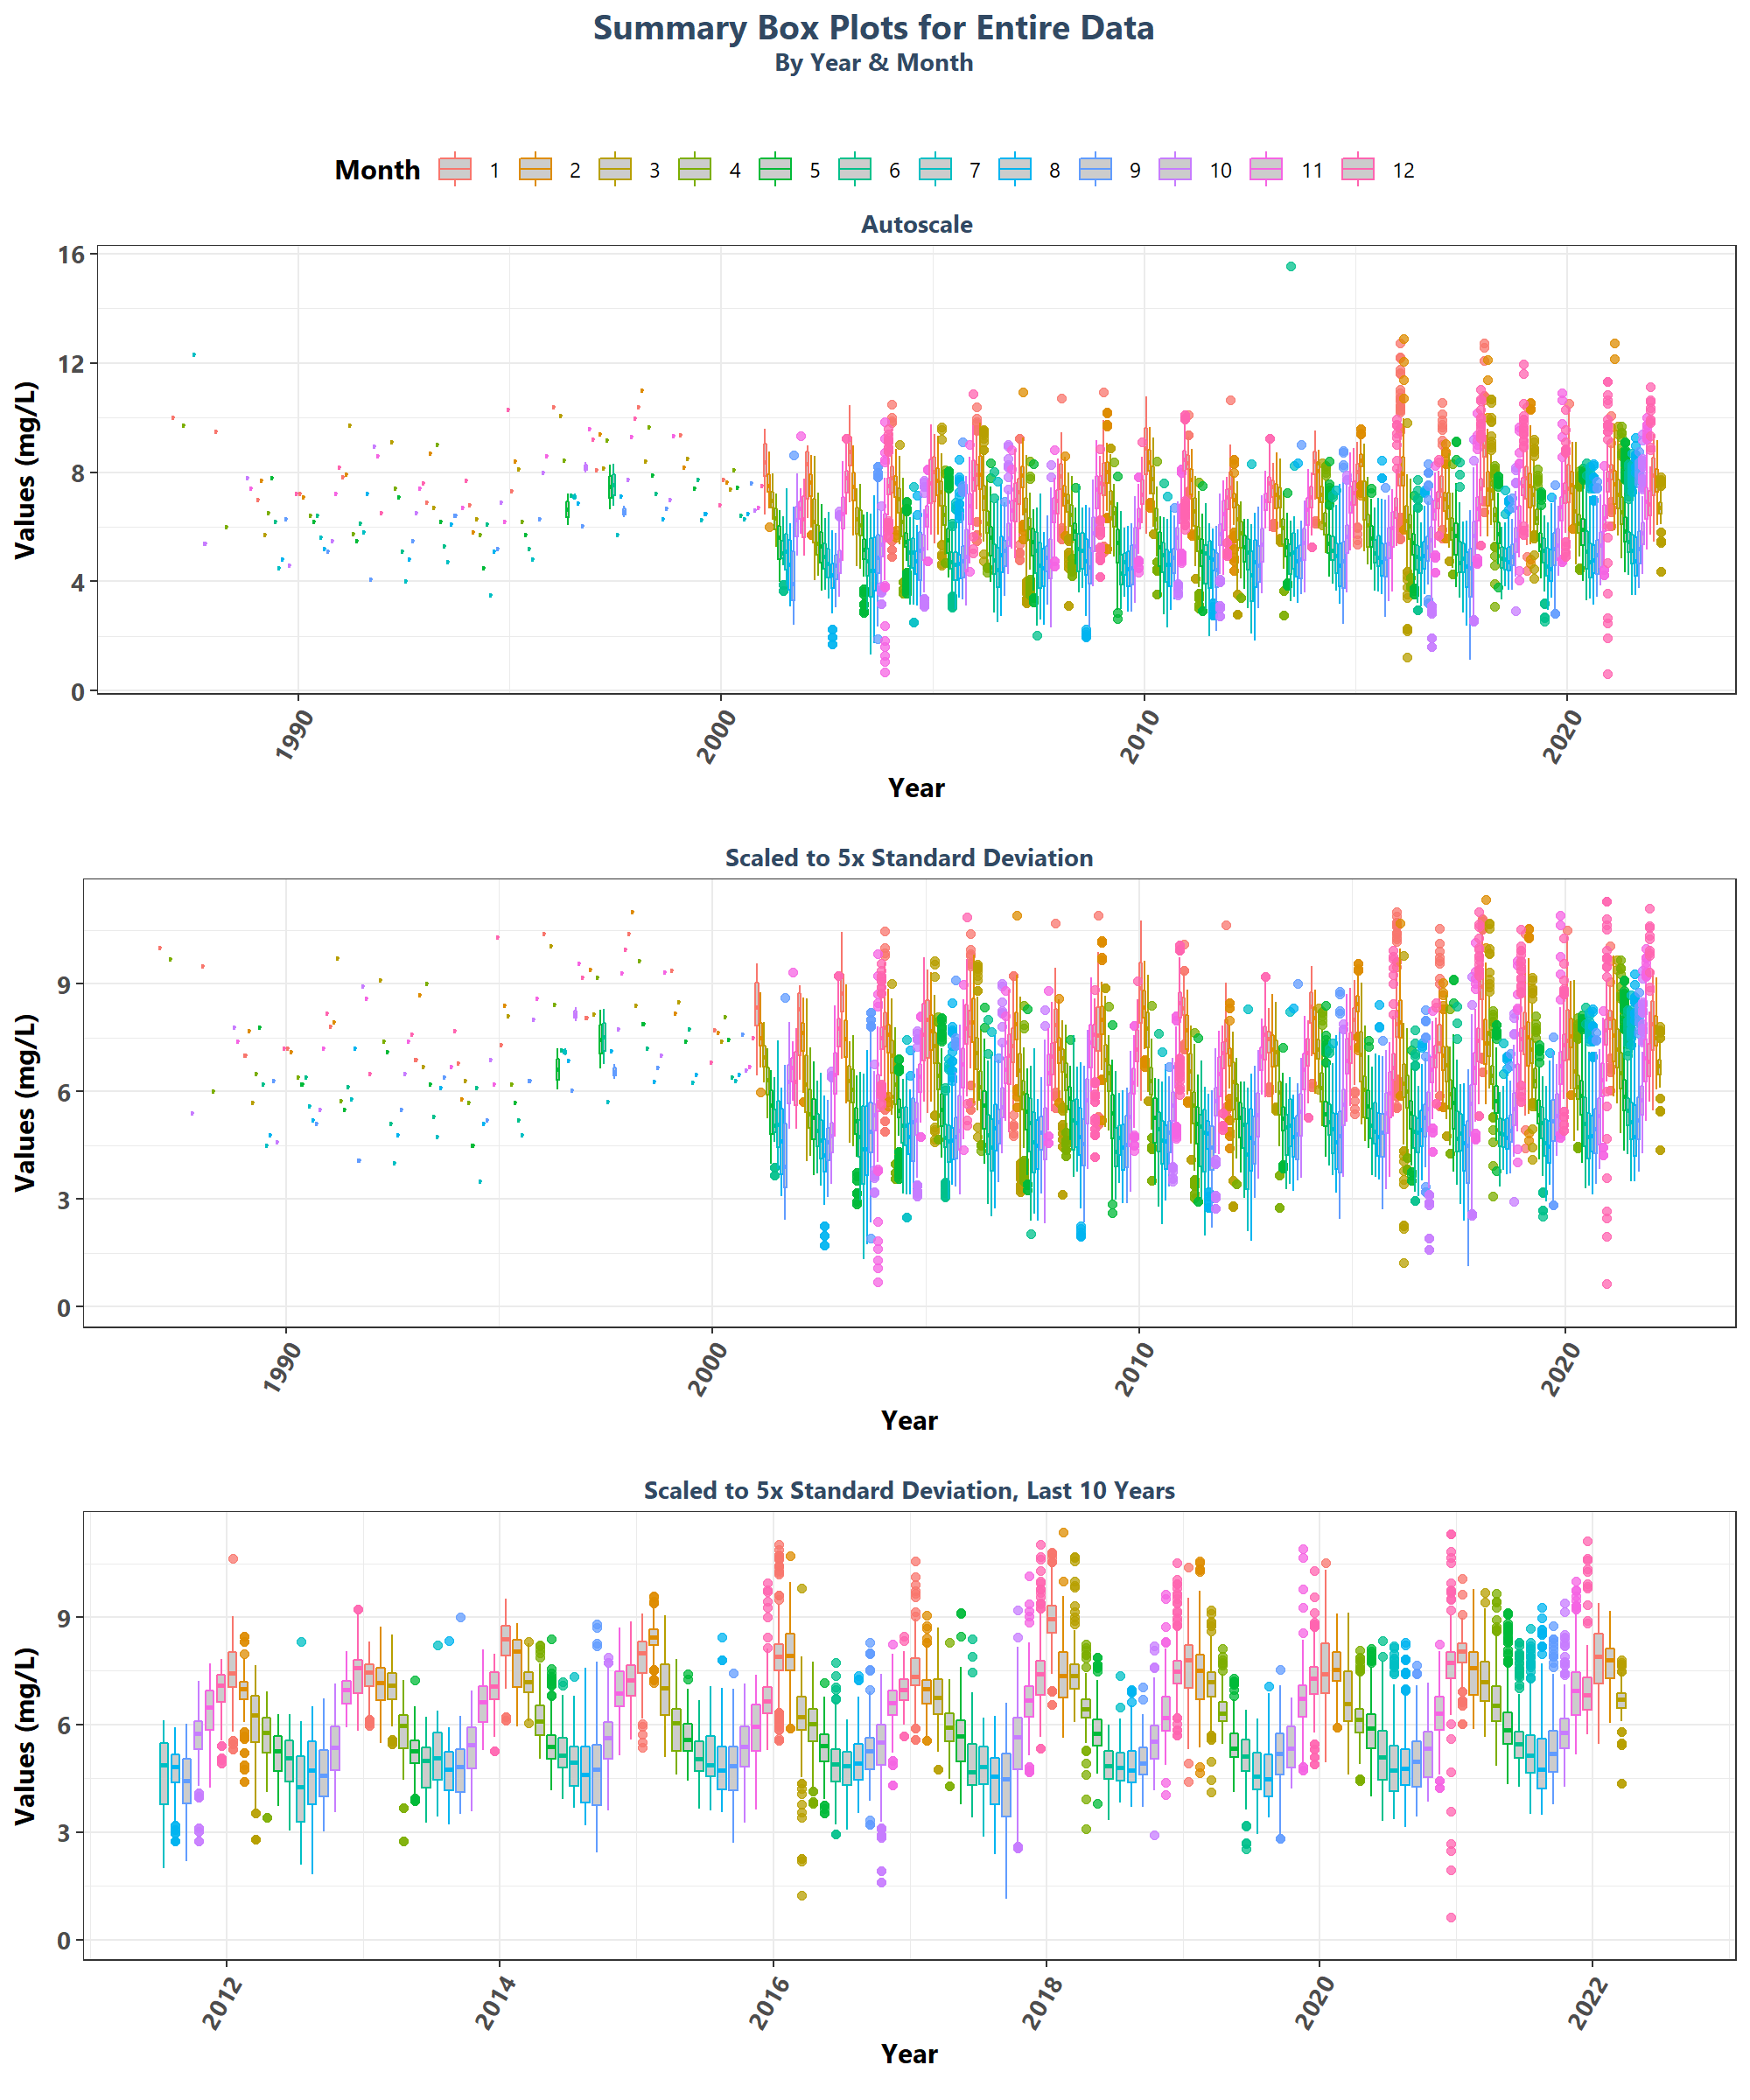 Summary Box Plots for Entire Data
By Year & Month
Month 1 2 3 4 5 6 7 8 9 10 11 12
Autoscale
Values (mg/L)
16
12
8
4
0
1990 2000 2010 2020
Year
Scaled to 5x Standard Deviation
Values (mg/L)
9
6
3
0
1990 2000 2010 2020
Year
Scaled to 5x Standard Deviation, Last 10 Years
Values (mg/L)
9
6
3
0
2012 2014 2016 2018 2020 2022
Year